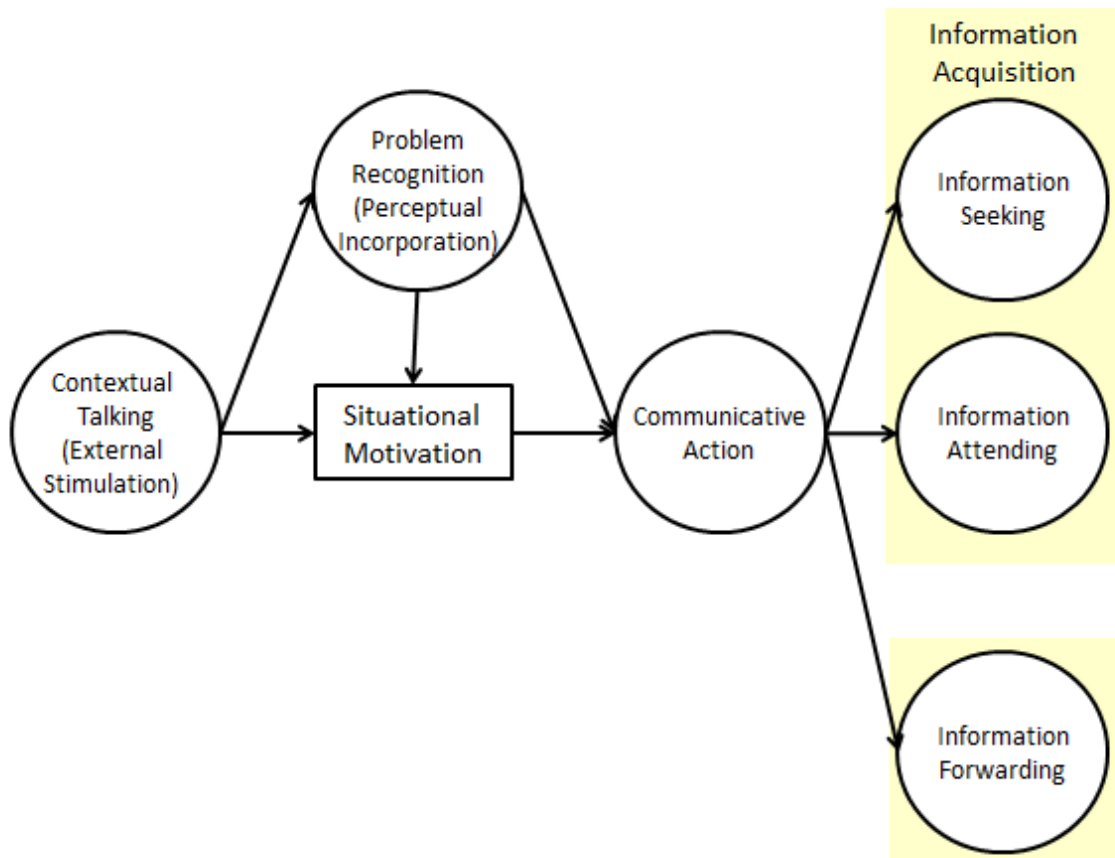 Information
Acquisition
Problem
Recognition
(Perceptual
Incorporation)
Information
Seeking
Contextual
Talking
(External
Stimulation)
Situational
Motivation
Communicative
Action
Information
Attending
Information
Forwarding